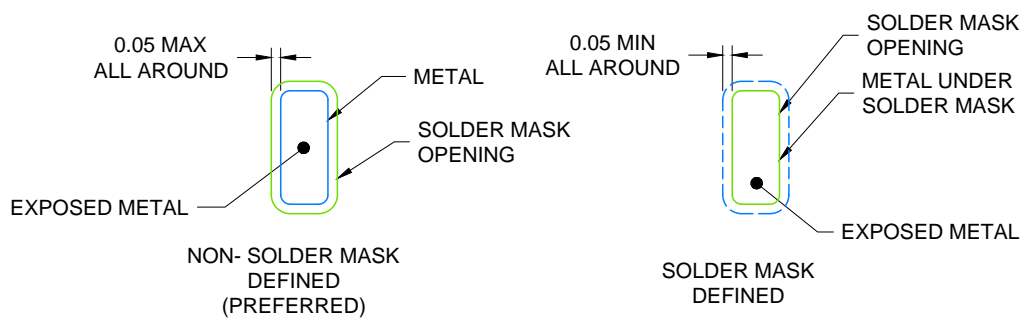 0.05 MAX
ALL AROUND
METAL
SOLDER MASK
OPENING
EXPOSED METAL
NON- SOLDER MASK
DEFINED
(PREFERRED)
0.05 MIN
ALL AROUND
SOLDER MASK
OPENING
METAL UNDER
SOLDER MASK
EXPOSED METAL
SOLDER MASK
DEFINED